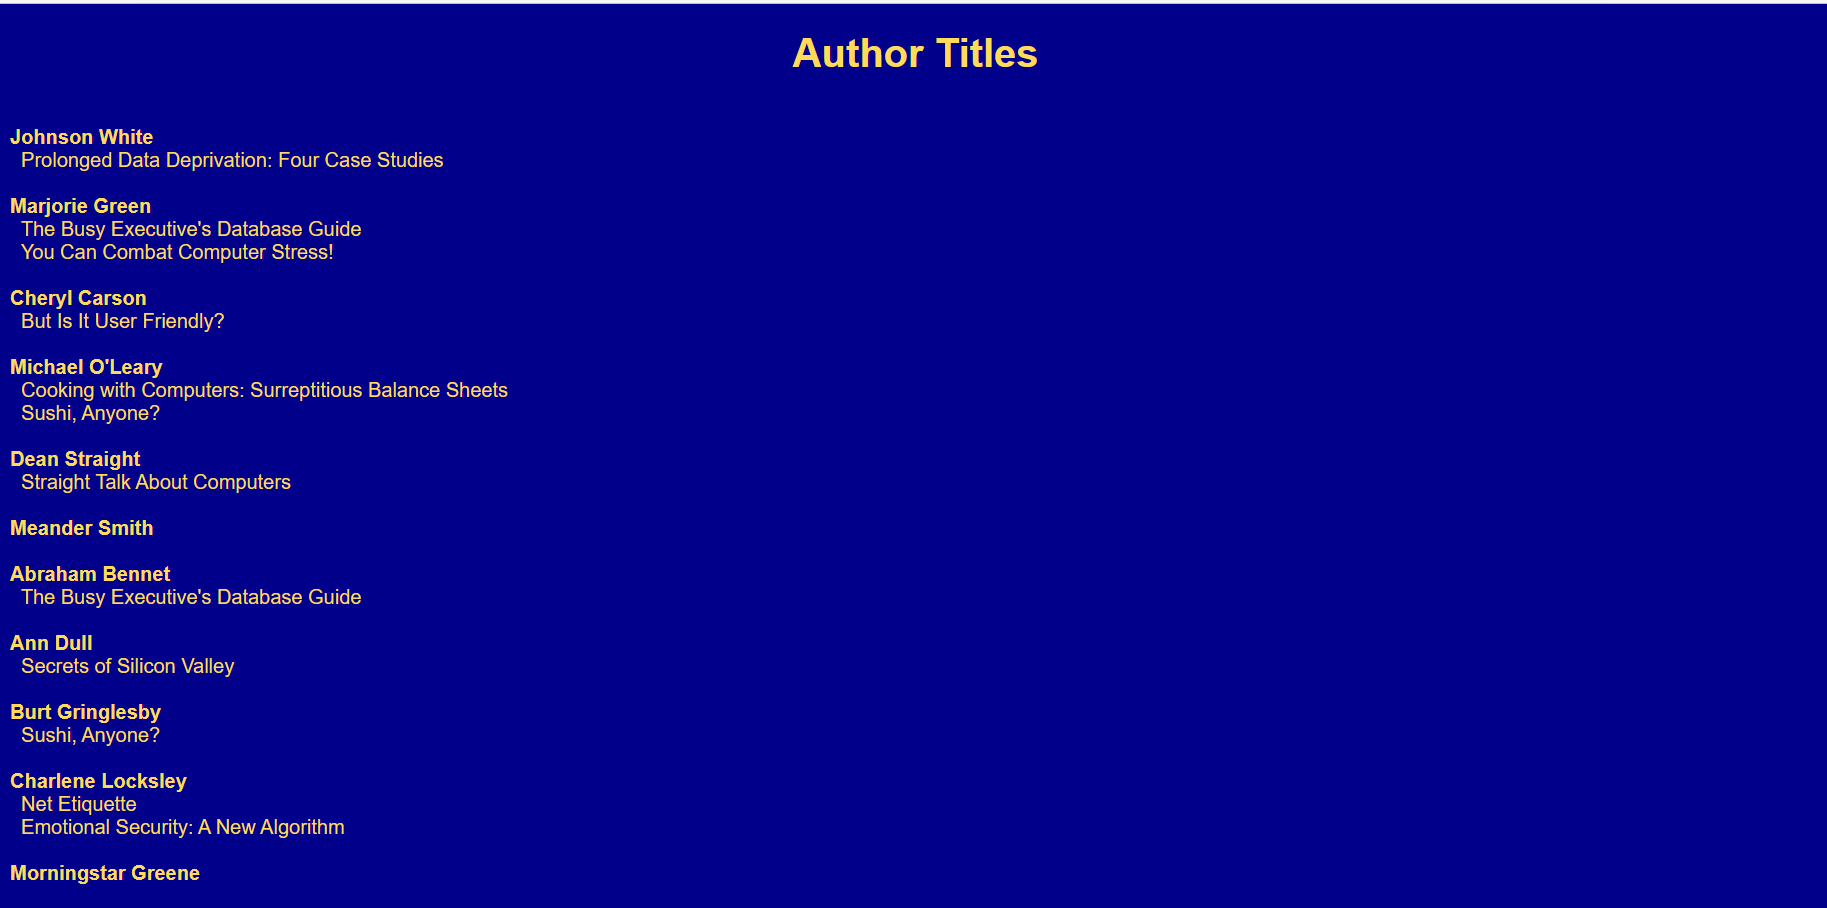 Author Titles
Johnson White
Prolonged Data Deprivation: Four Case Studies
Marjorie Green
The Busy Executive's Database Guide
You Can Combat Computer Stress!
Cheryl Carson
But Is It User Friendly?
Michael O'Leary
Cooking with Computers: Surreptitious Balance Sheets
Sushi, Anyone?
Dean Straight
Straight Talk About Computers
Meander Smith
Abraham Bennet
The Busy Executive's Database Guide
Ann Dull
Secrets of Silicon Valley
Burt Gringlesby
Sushi, Anyone?
Charlene Locksley
Net Etiquette
Emotional Security: A New Algorithm
Morningstar Greene